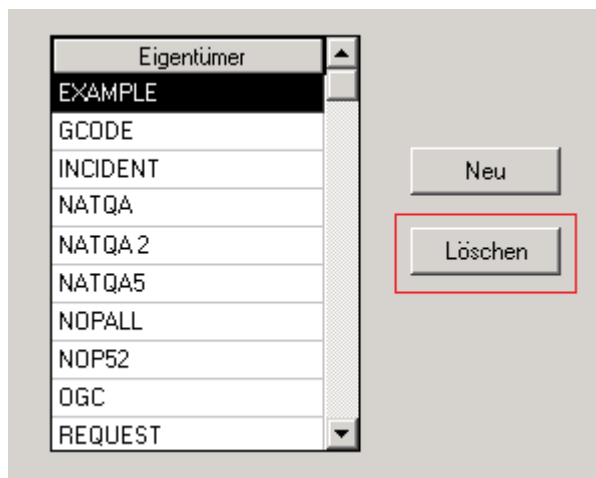 Eigentümer
EXAMPLE
GCODE
INCIDENT
NATQA
NATQA 2
NATQA5
NOPALL
NOP52
OGC
REQUEST
Neu
Löschen